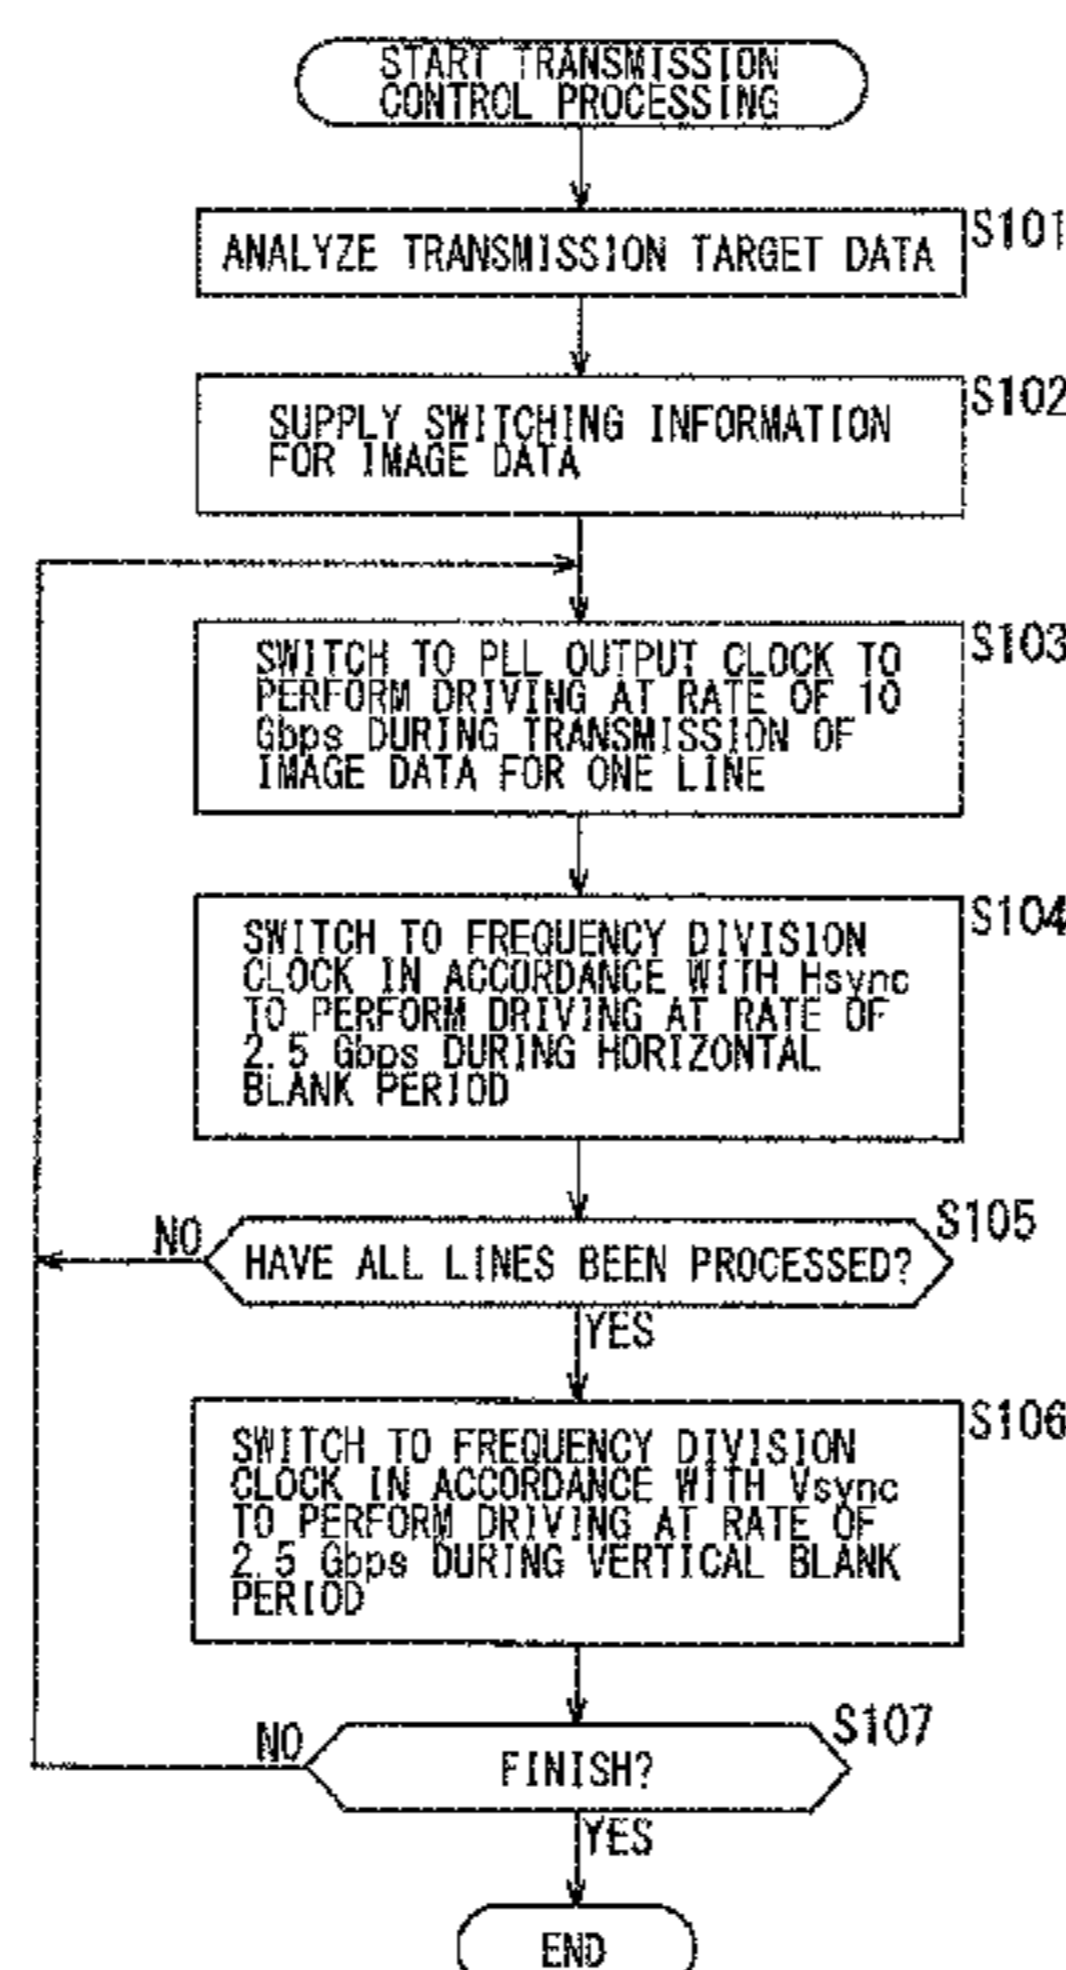 START TRANSMISSION
CONTROL PROCESSING
S101
ANALYZE TRANSMISSION TARGET DATA
S102
SUPPLY SWITCHING INFORMATION
FOR IMAGE DATA
S103
SWITCH TO PLL OUTPUT CLOCK TO
PERFORM DRIVING AT RATE OF 10
Gbps DURING TRANSMISSION OF
IMAGE DATA FOR ONE LINE
S104
SWITCH TO FREQUENCY DIVISION
CLOCK IN ACCORDANCE WITH Hsync
TO PERFORM DRIVING AT RATE OF
2.5 Gbps DURING HORIZONTAL
BLANK PERIOD
S105
NO
HAVE ALL LINES BEEN PROCESSED?
YES
S106
SWITCH TO FREQUENCY DIVISION
CLOCK IN ACCORDANCE WITH Vsync
TO PERFORM DRIVING AT RATE OF
2.5 Gbps DURING VERTICAL BLANK
PERIOD
S107
NO
FINISH?
YES
END